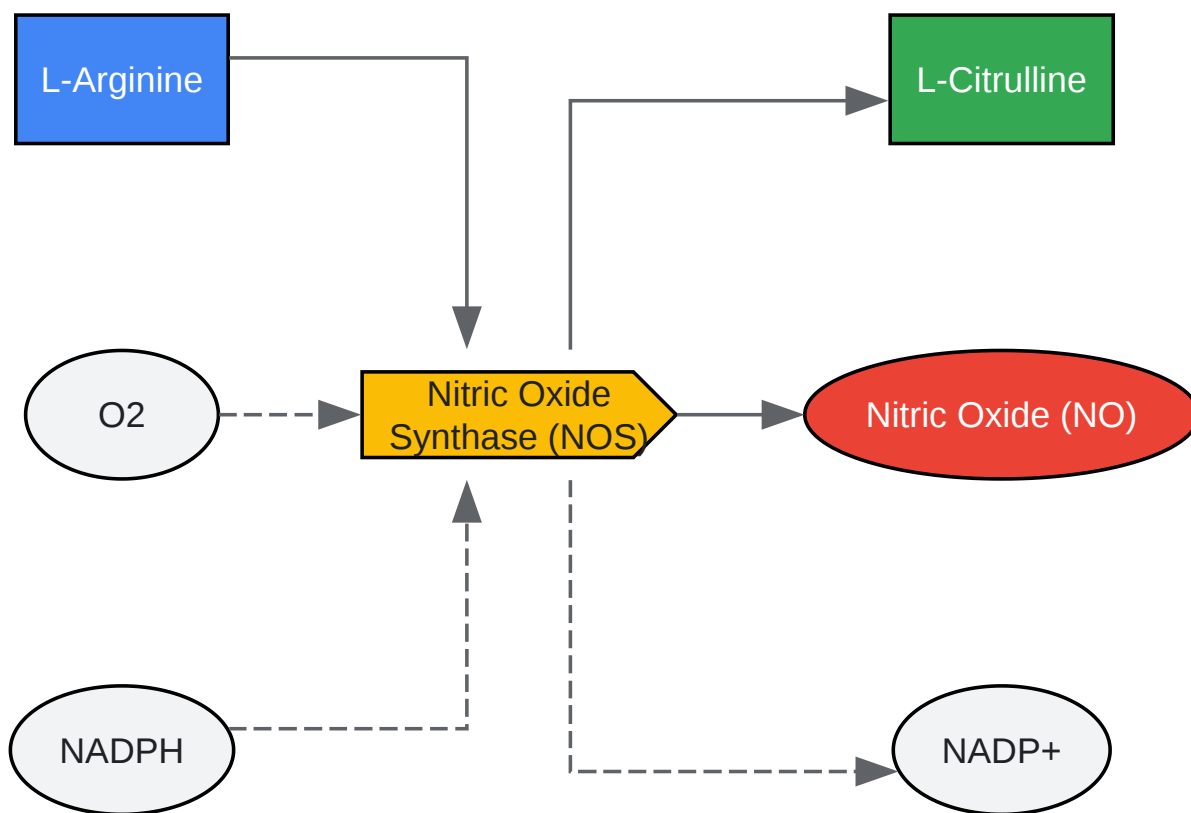 L-Arginine
L-Citrulline
O2
Nitric Oxide
Synthase (NOS)
Nitric Oxide (NO)
NADPH
NADP+